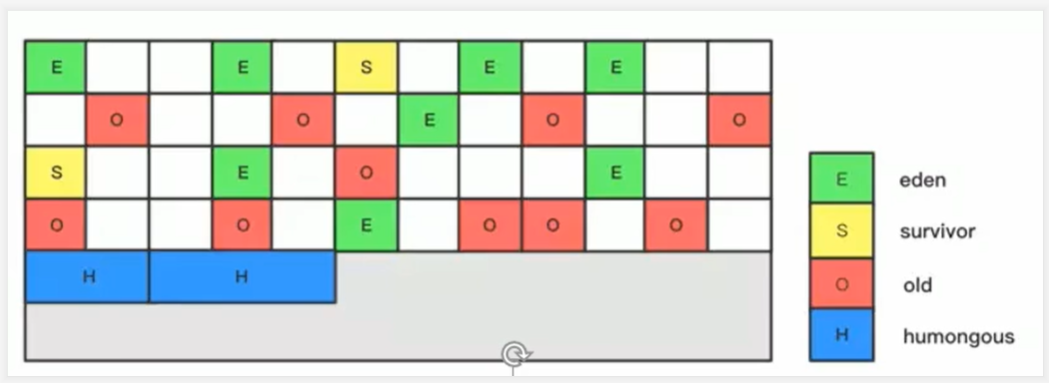 E E S E E
O O E O O
S E O E
O O E O O O
H H
E eden
S survivor
O old
H humongous